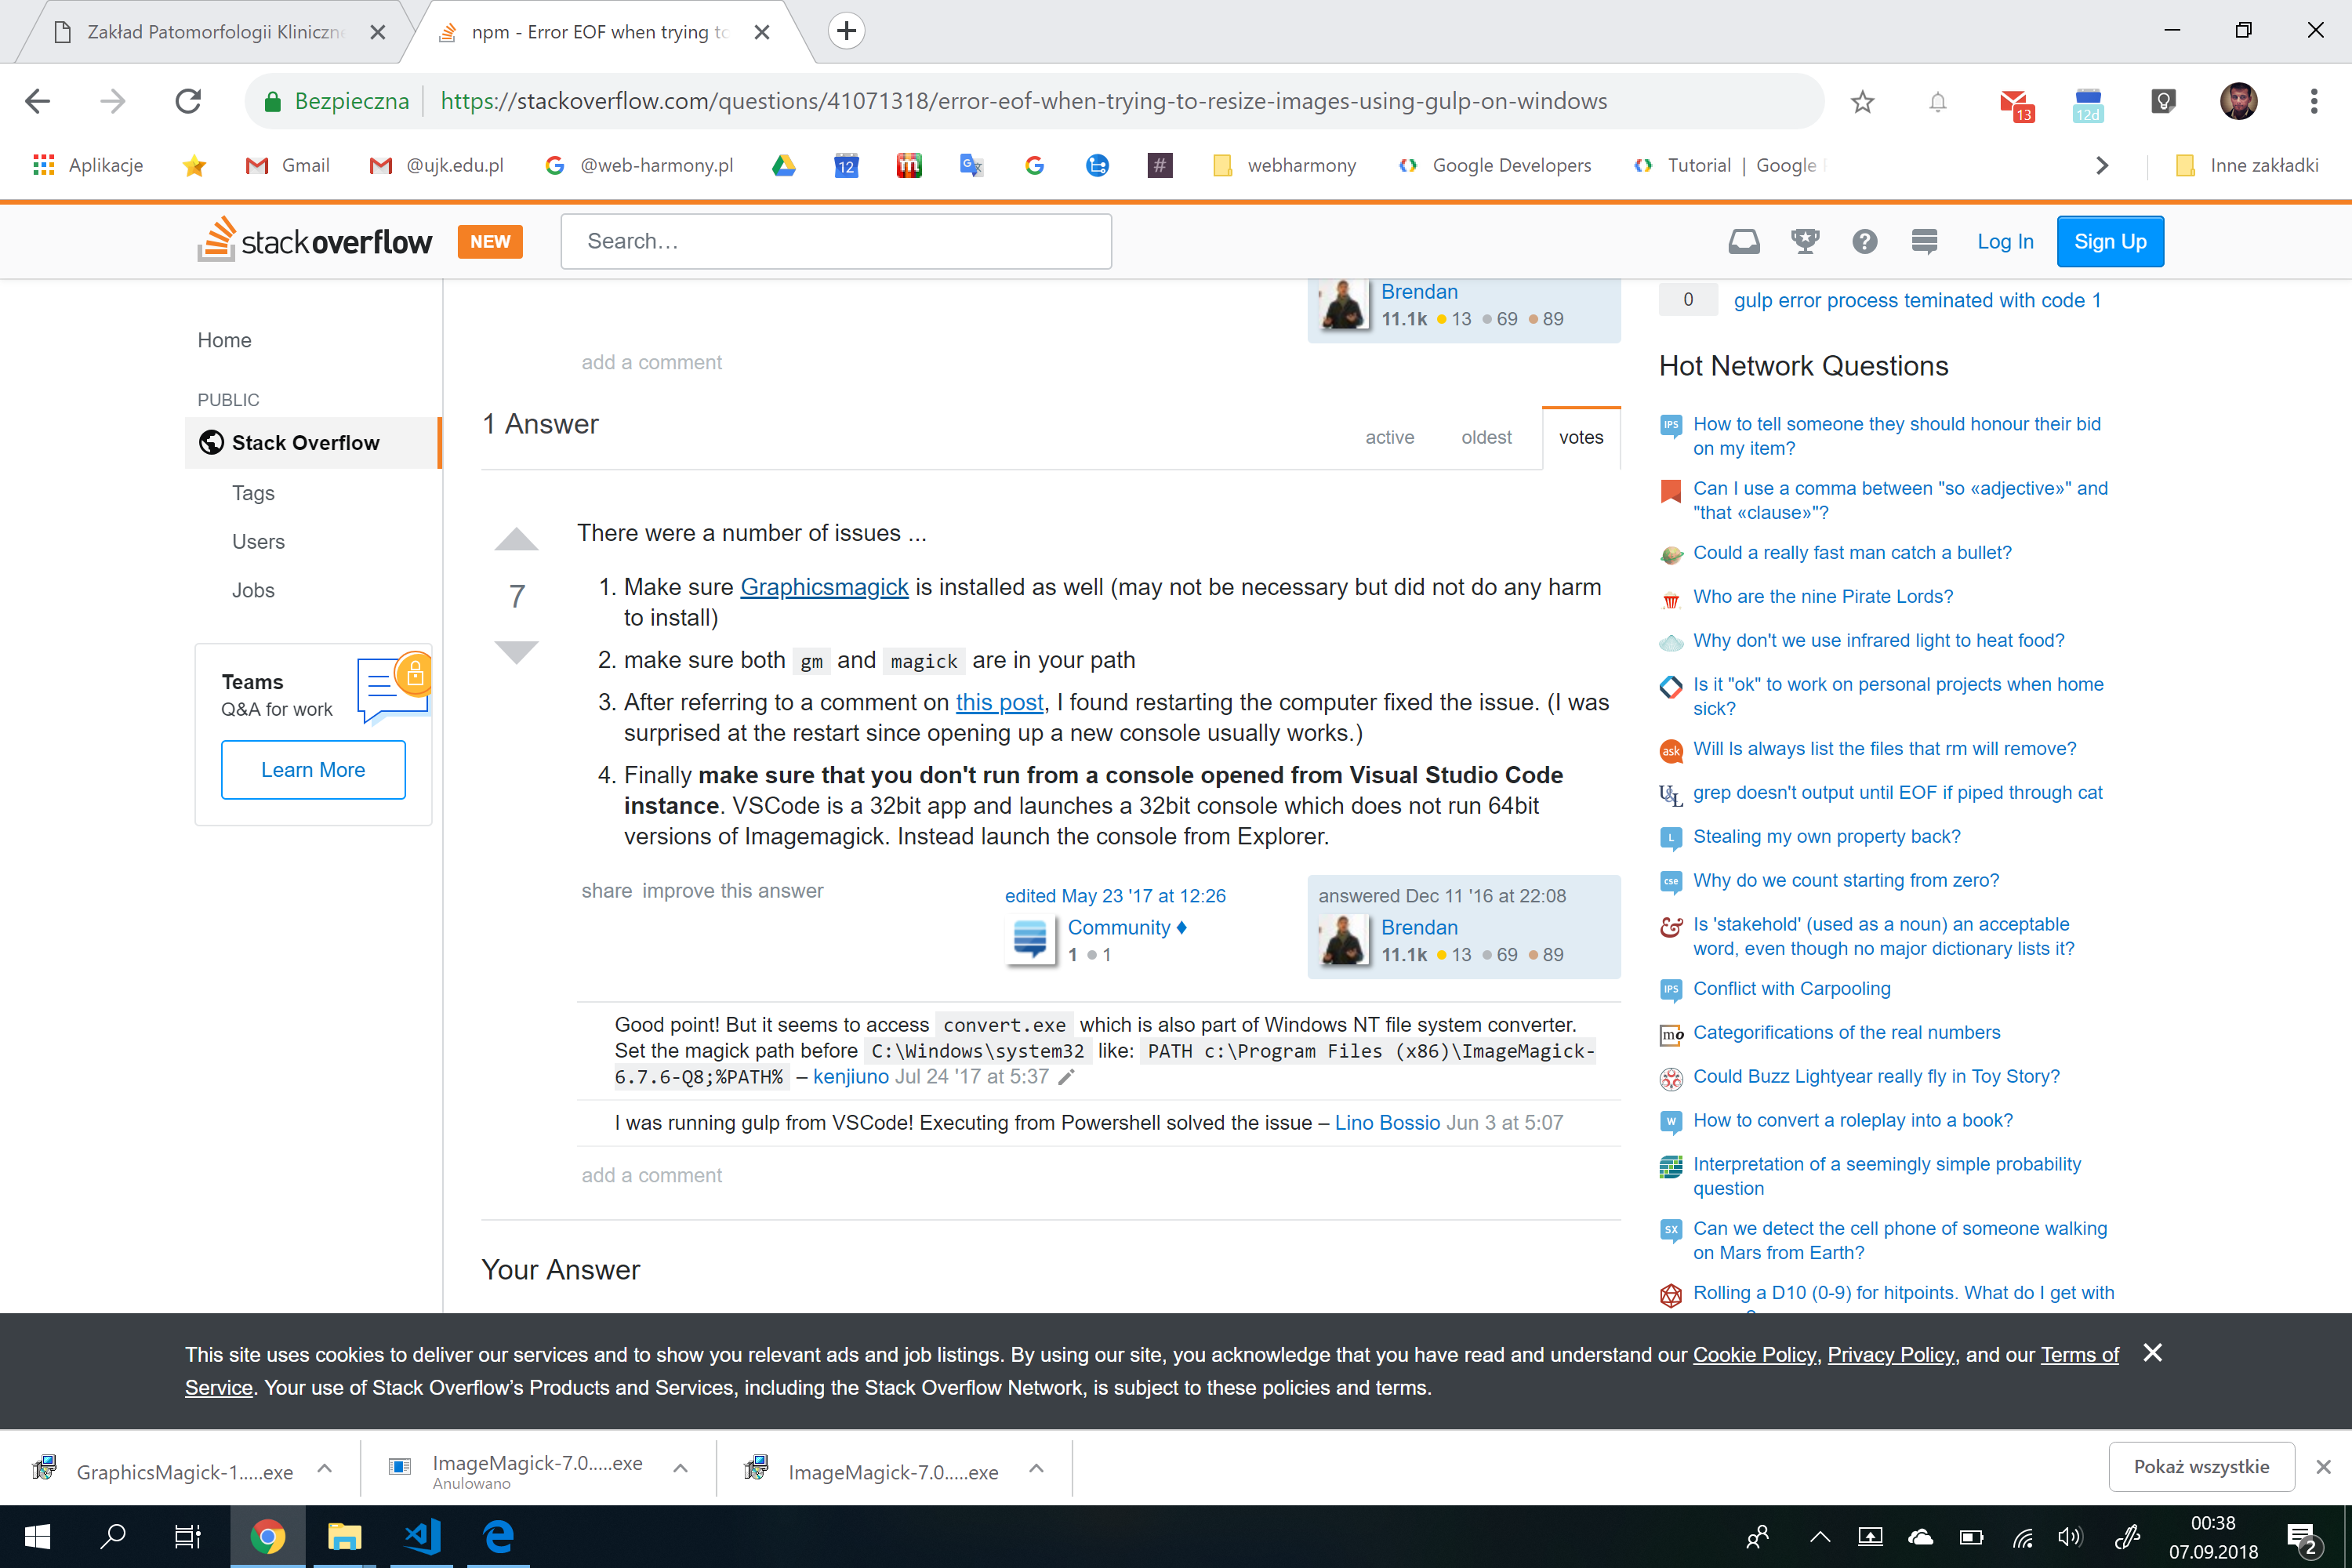 Zakład Patomorfologii Kliniczne
npm - Error EOF when trying to
Bezpieczna
https://stackoverflow.com/questions/41071318/error-eof-when-trying-to-resize-images-using-gulp-on-windows
13
12d
Aplikacje
Gmail
@ujk.edu.pl
@web-harmony.pl
12
webharmony
Google Developers
Tutorial | Google
Inne zakładki
stackoverflow
NEW
Search…
Log In
Sign Up
Home
PUBLIC
Stack Overflow
Tags
Users
Jobs
Teams
Q&A for work
Learn More
Brendan
11.1k 13 69 89
add a comment
1 Answer
active oldest votes
7
There were a number of issues ...
1. Make sure Graphicsmagick is installed as well (may not be necessary but did not do any harm
to install)
2. make sure both gm and magick are in your path
3. After referring to a comment on this post, I found restarting the computer fixed the issue. (I was
surprised at the restart since opening up a new console usually works.)
4. Finally make sure that you don't run from a console opened from Visual Studio Code
instance. VSCode is a 32bit app and launches a 32bit console which does not run 64bit
versions of Imagemagick. Instead launch the console from Explorer.
share improve this answer
edited May 23 '17 at 12:26
Community ♦
1 1
answered Dec 11 '16 at 22:08
Brendan
11.1k 13 69 89
Good point! But it seems to access convert.exe which is also part of Windows NT file system converter.
Set the magick path before C:\Windows\system32 like: PATH c:\Program Files (x86)\ImageMagick-
6.7.6-Q8;%PATH% – kenjiuno Jul 24 '17 at 5:37
I was running gulp from VSCode! Executing from Powershell solved the issue – Lino Bossio Jun 3 at 5:07
add a comment
Your Answer
0 gulp error process teminated with code 1
Hot Network Questions
How to tell someone they should honour their bid
on my item?
Can I use a comma between "so «adjective»" and
"that «clause»"?
Could a really fast man catch a bullet?
Who are the nine Pirate Lords?
Why don't we use infrared light to heat food?
Is it "ok" to work on personal projects when home
sick?
Will ls always list the files that rm will remove?
grep doesn't output until EOF if piped through cat
Stealing my own property back?
Why do we count starting from zero?
Is 'stakehold' (used as a noun) an acceptable
word, even though no major dictionary lists it?
Conflict with Carpooling
Categorifications of the real numbers
Could Buzz Lightyear really fly in Toy Story?
How to convert a roleplay into a book?
Interpretation of a seemingly simple probability
question
Can we detect the cell phone of someone walking
on Mars from Earth?
Rolling a D10 (0-9) for hitpoints. What do I get with
This site uses cookies to deliver our services and to show you relevant ads and job listings. By using our site, you acknowledge that you have read and understand our Cookie Policy, Privacy Policy, and our Terms of
Service. Your use of Stack Overflow’s Products and Services, including the Stack Overflow Network, is subject to these policies and terms.
GraphicsMagick-1.....exe
ImageMagick-7.0.....exe
Anulowano
ImageMagick-7.0.....exe
Pokaż wszystkie
00:38
07.09.2018
2